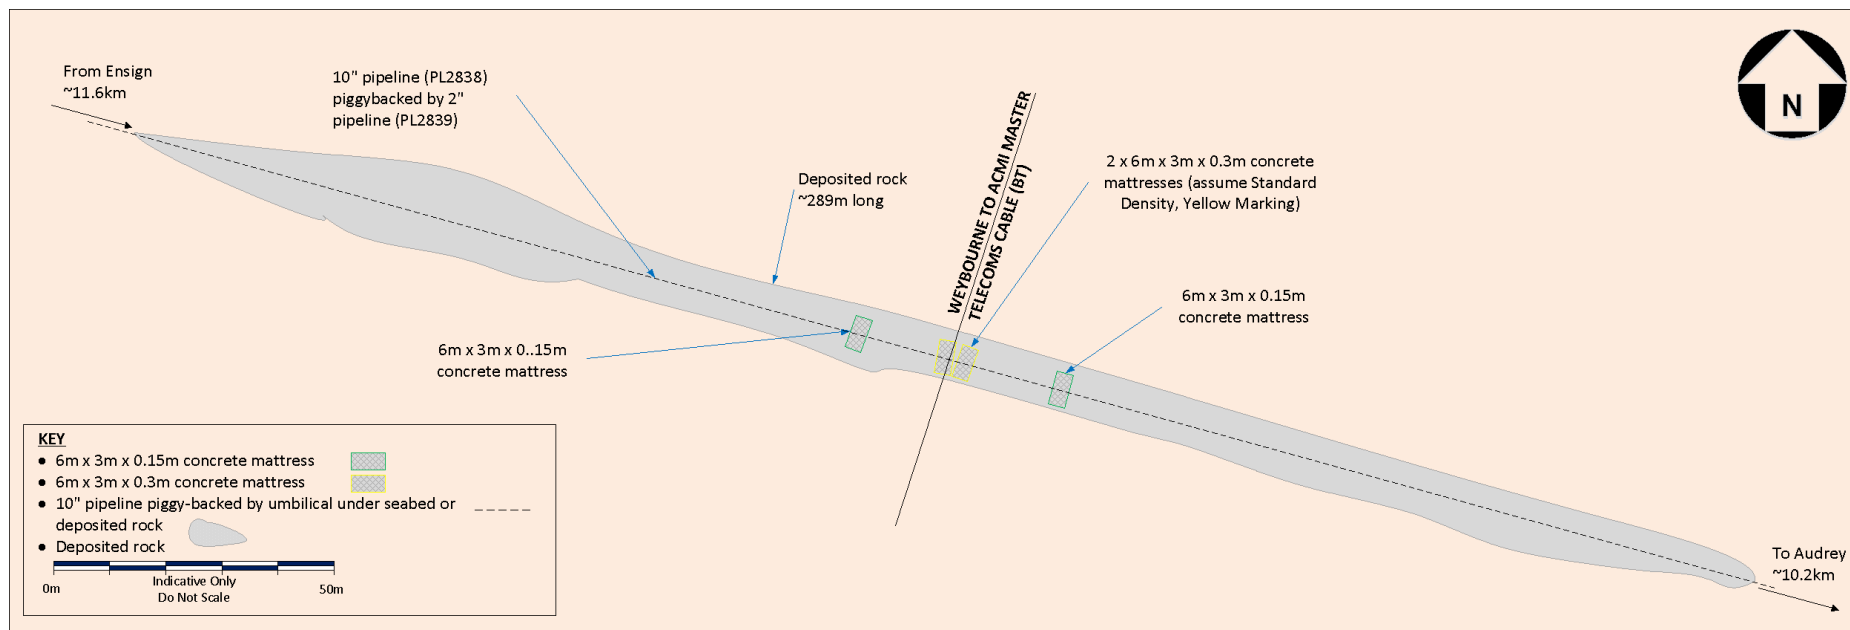 From Ensign
~11.6km
10" pipeline (PL2838)
piggybacked by 2"
pipeline (PL2839)
Deposited rock
~289m long
WEYBOURNE TO ACMI MASTER
TELECOMS CABLE (BT)
2 x 6m x 3m x 0.3m concrete
mattresses (assume Standard
Density, Yellow Marking)
N
6m x 3m x 0.15m
concrete mattress
6m x 3m x 0..15m
concrete mattress
To Audrey
~10.2km
KEY
● 6m x 3m x 0.15m concrete mattress
● 6m x 3m x 0.3m concrete mattress
● 10" pipeline piggy-backed by umbilical under seabed or
deposited rock
● Deposited rock
0m
Indicative Only
Do Not Scale
50m